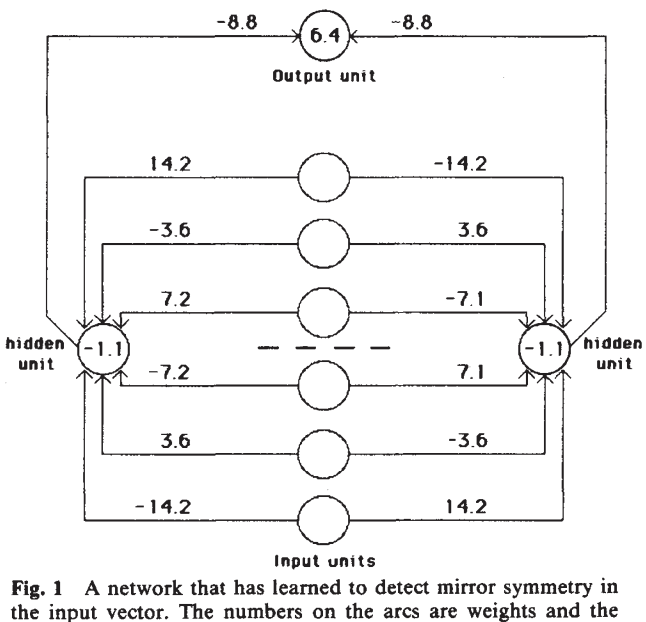 -8.8 6.4 -8.8
Output unit
14.2 -14.2
-3.6 3.6
7.2 -7.1
hidden unit -1.1 -1.1 hidden unit
-7.2 7.1
3.6 -3.6
-14.2 14.2
Input units
Fig. 1 A network that has learned to detect mirror symmetry in
the input vector. The numbers on the arcs are weights and the